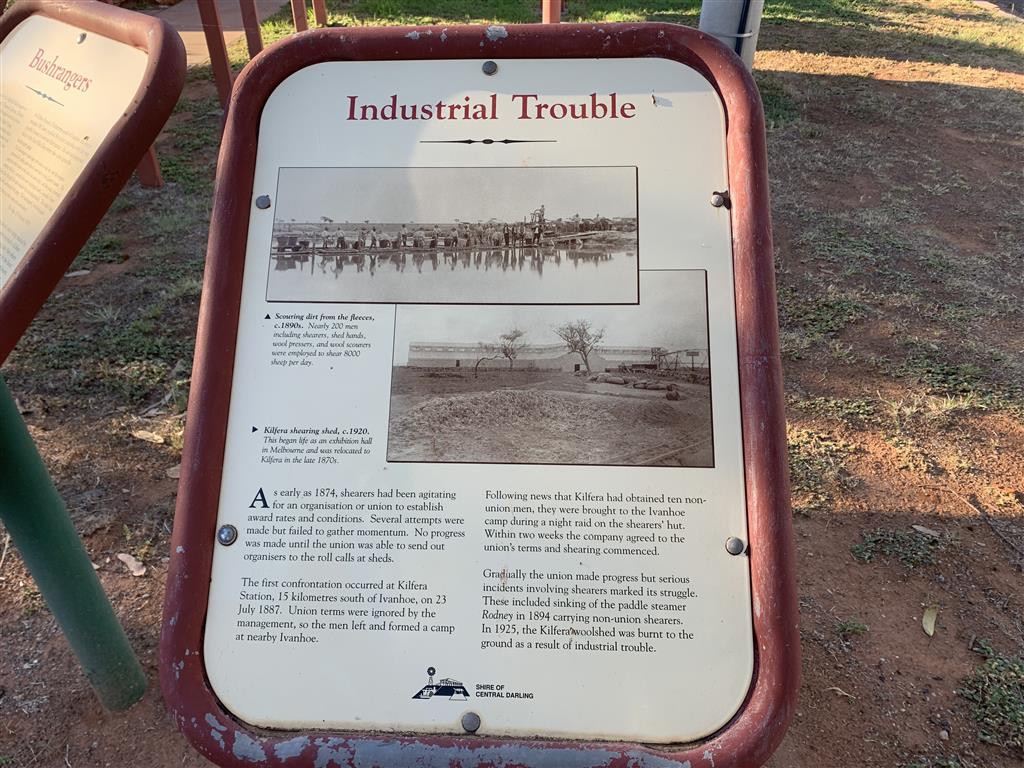 Bushrangers
Industrial Trouble
▲ Scouring dirt from the fleeces,
c.1890s. Nearly 200 men
including shearers, shed hands,
wool pressers, and wool scourers
were employed to shear 8000
sheep per day.
► Kilfera shearing shed, c.1920.
This began life as an exhibition hall
in Melbourne and was relocated to
Kilfera in the late 1870s.
As early as 1874, shearers had been agitating
for an organisation or union to establish
award rates and conditions. Several attempts were
made but failed to gather momentum. No progress
was made until the union was able to send out
organisers to the roll calls at sheds.
The first confrontation occurred at Kilfera
Station, 15 kilometres south of Ivanhoe, on 23
July 1887. Union terms were ignored by the
management, so the men left and formed a camp
at nearby Ivanhoe.
Following news that Kilfera had obtained ten non-
union men, they were brought to the Ivanhoe
camp during a night raid on the shearers' hut.
Within two weeks the company agreed to the
union's terms and shearing commenced.
Gradually the union made progress but serious
incidents involving shearers marked its struggle.
These included sinking of the paddle steamer
Rodney in 1894 carrying non-union shearers.
In 1925, the Kilfera woolshed was burnt to the
ground as a result of industrial trouble.
SHIRE OF
CENTRAL DARLING